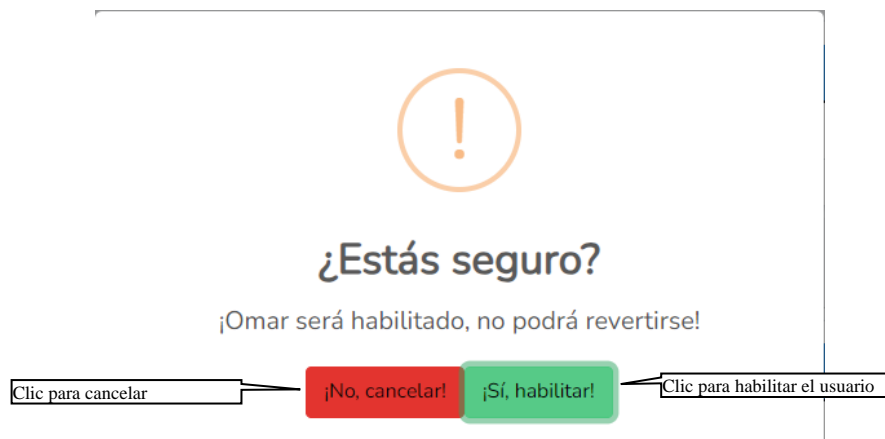 !
¿Estás seguro?
¡Omar será habilitado, no podrá revertirse!
Clic para cancelar
¡No, cancelar!
¡Sí, habilitar!
Clic para habilitar el usuario